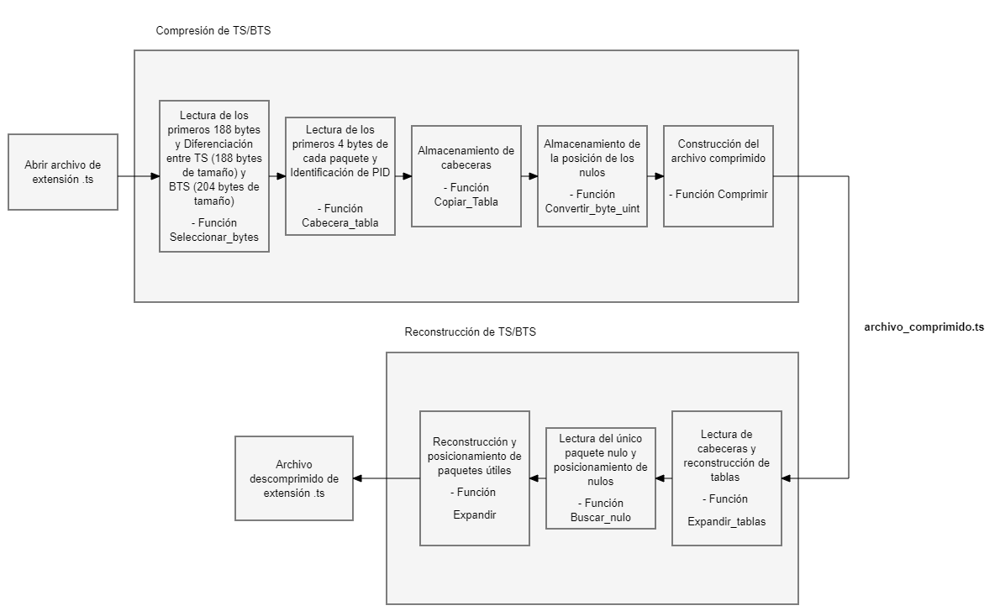 Compresión de TS/BTS
Abrir archivo de
extensión .ts
Lectura de los
primeros 188 bytes
y Diferenciación
entre TS (188 bytes
de tamaño) y
BTS (204 bytes de
tamaño)
- Función
Seleccionar_bytes
Lectura de los
primeros 4 bytes de
cada paquete y
Identificación de PID
- Función
Cabecera_tabla
Almacenamiento de
cabeceras
- Función
Copiar_Tabla
Almacenamiento de
la posición de los
nulos
- Función
Convertir_byte_uint
Construcción del
archivo comprimido
- Función Comprimir
archivo_comprimido.ts
Reconstrucción de TS/BTS
Lectura de
cabeceras y
reconstrucción de
tablas
- Función
Expandir_tablas
Lectura del único
paquete nulo y
posicionamiento de
nulos
- Función
Buscar_nulo
Reconstrucción y
posicionamiento de
paquetes útiles
- Función
Expandir
Archivo
descomprimido de
extensión .ts